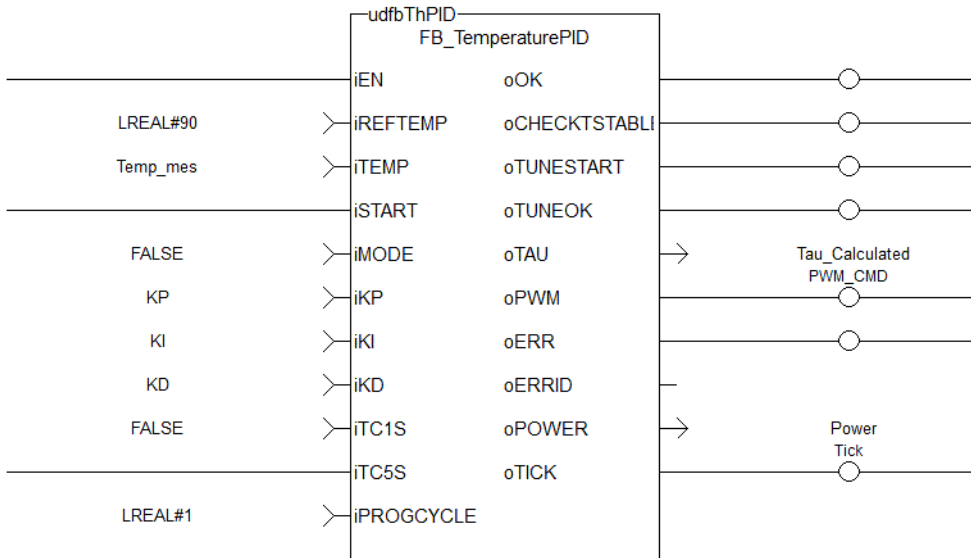 udfbThPID
FB_TemperaturePID
iEN oOK
LREAL#90 iREFTEMP oCHECKTSTABLE
Temp_mes iTEMP oTUNESTART
iSTART oTUNEOK
FALSE iMODE oTAU Tau_Calculated
PWM_CMD
KP iKP oPWM
KI iKI oERR
KD iKD oERRID
FALSE iTC1S oPOWER Power
Tick
iTC5S oTICK
LREAL#1 iPROGCYCLE